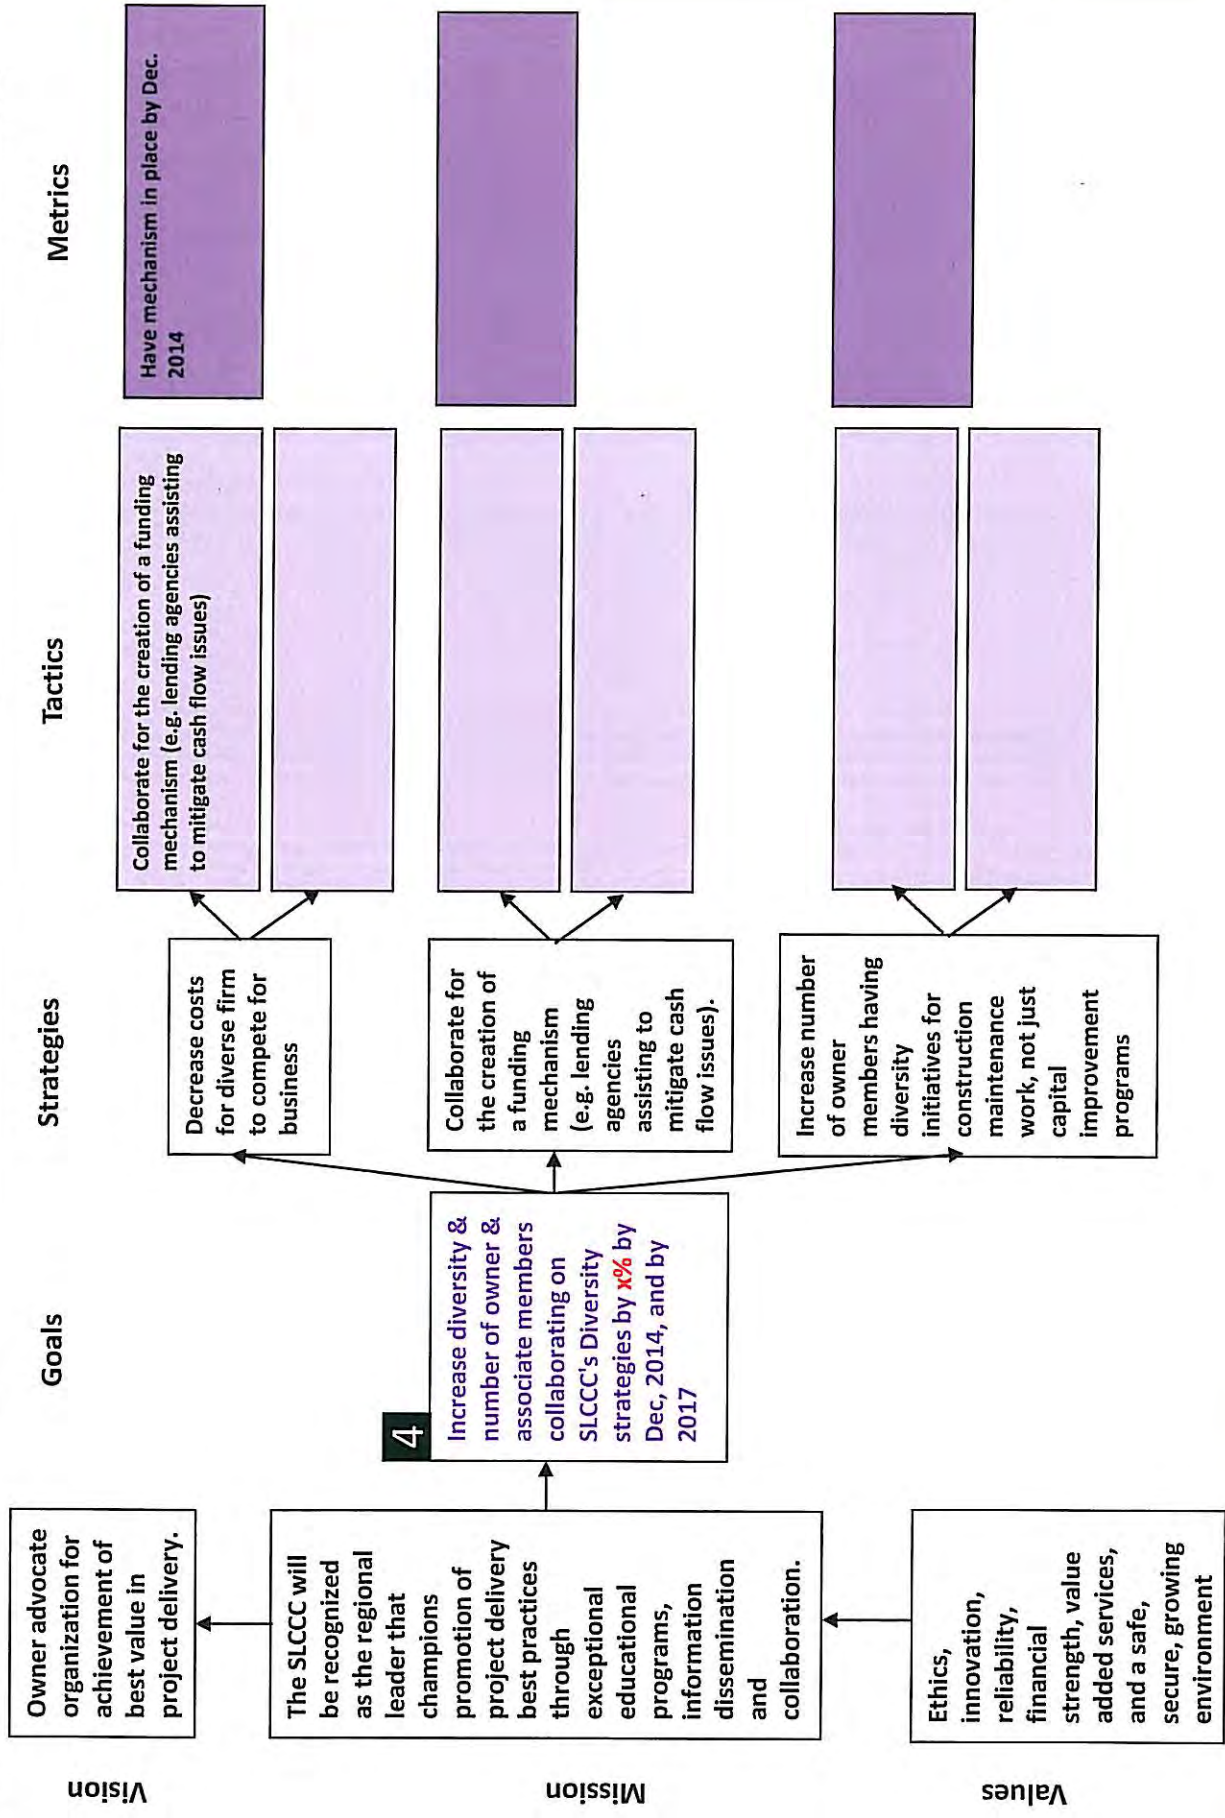 Goals
Strategies
Tactics
Metrics
Vision
Owner advocate
organization for
achievement of
best value in
project delivery.
Mission
The SLCCC will
be recognized
as the regional
leader that
champions
promotion of
project delivery
best practices
through
exceptional
educational
programs,
information
dissemination
and
collaboration.
Values
Ethics,
innovation,
reliability,
financial
strength, value
added services,
and a safe,
secure, growing
environment
4
Increase diversity &
number of owner &
associate members
collaborating on
SLCCC's Diversity
strategies by x% by
Dec, 2014, and by
2017
Decrease costs
for diverse firm
to compete for
business
Collaborate for
the creation of
a funding
mechanism
(e.g. lending
agencies
assisting to
mitigate cash
flow issues).
Increase number
of owner
members having
diversity
initiatives for
construction
maintenance
work, not just
capital
improvement
programs
Collaborate for the creation of a funding
mechanism (e.g. lending agencies assisting
to mitigate cash flow issues)
Have mechanism in place by Dec.
2014